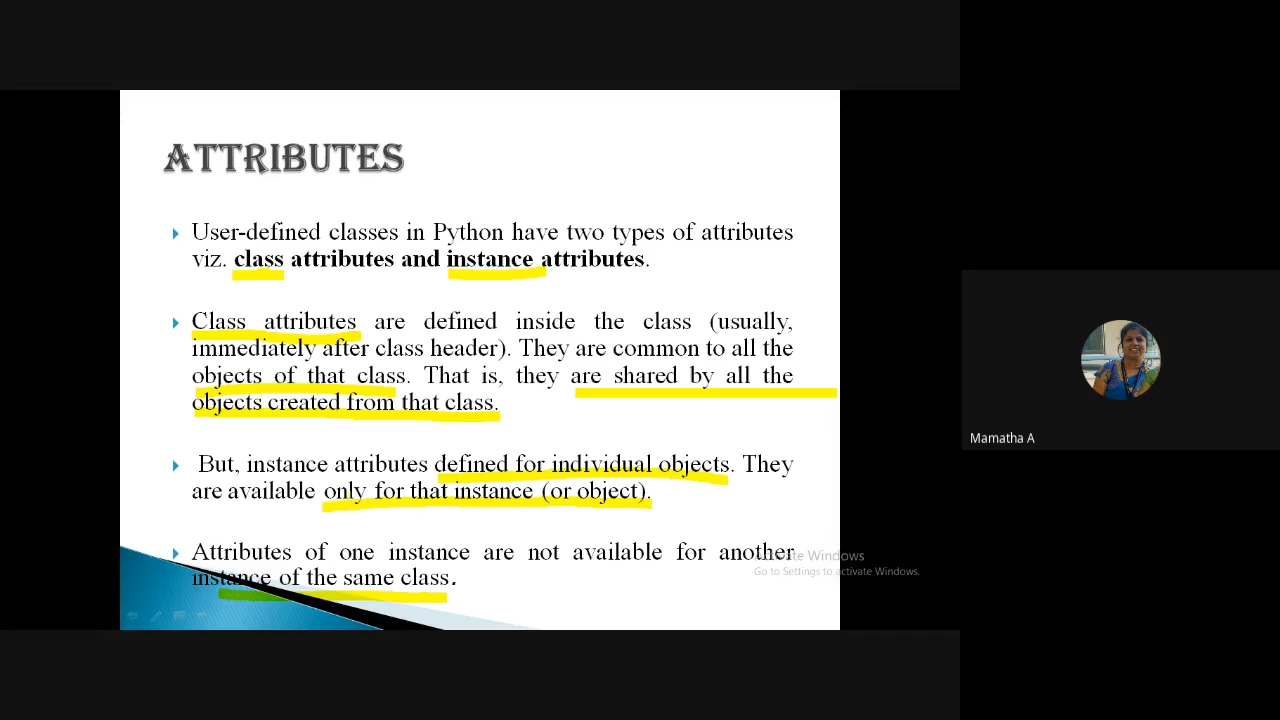 ATTRIBUTES
User-defined classes in Python have two types of attributes
viz. class attributes and instance attributes.
Class attributes are defined inside the class (usually,
immediately after class header). They are common to all the
objects of that class. That is, they are shared by all the
objects created from that class.
But, instance attributes defined for individual objects. They
are available only for that instance (or object).
Attributes of one instance are not available for another
instance of the same class.
Activate Windows
Go to Settings to activate Windows.
Mamatha A